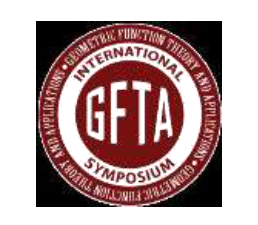 GEOMETRIC FUNCTION THEORY AND APPLICATIONS
GEOMETRIC FUNCTION THEORY AND APPLICATIONS
INTERNATIONAL
GFTA
SYMPOSIUM